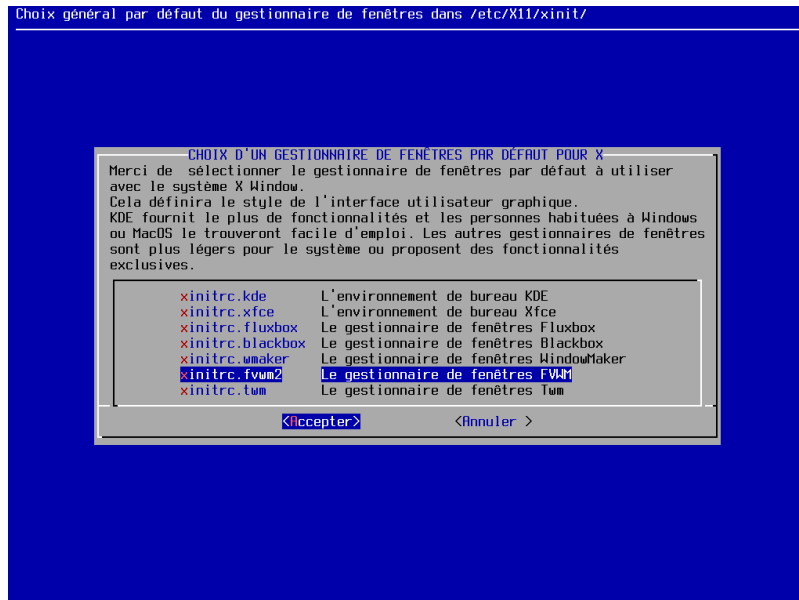 Choix général par défaut du gestionnaire de fenêtres dans /etc/X11/xinit/
CHOIX D'UN GESTIONNAIRE DE FENÊTRES PAR DÉFAUT POUR X
Merci de  sélectionner le gestionnaire de fenêtres par défaut à utiliser
avec le système X Window.
Cela définira le style de l'interface utilisateur graphique.
KDE fournit le plus de fonctionnalités et les personnes habituées à Windows
ou MacOS le trouveront facile d'emploi. Les autres gestionnaires de fenêtres
sont plus légers pour le système ou proposent des fonctionnalités
exclusives.
xinitrc.kde L'environnement de bureau KDE
xinitrc.xfce L'environnement de bureau Xfce
xinitrc.fluxbox Le gestionnaire de fenêtres Fluxbox
xinitrc.blackbox Le gestionnaire de fenêtres Blackbox
xinitrc.wmaker Le gestionnaire de fenêtres WindowMaker
xinitrc.fvwm2 Le gestionnaire de fenêtres FVWM
xinitrc.twm Le gestionnaire de fenêtres Twm
<Accepter> <Annuler >